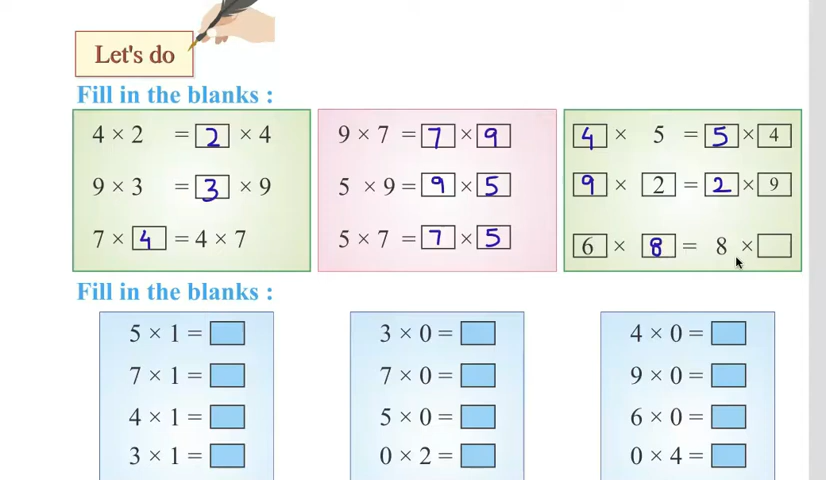 Let's do
Fill in the blanks :
4 × 2 = 2 × 4
9 × 3 = 3 × 9
7 × 4 = 4 × 7
9 × 7 = 7 × 9
5 × 9 = 9 × 5
5 × 7 = 7 × 5
4 × 5 = 5 × 4
9 × 2 = 2 × 9
6 × 8 = 8 ×
Fill in the blanks :
5 × 1 =
7 × 1 =
4 × 1 =
3 × 1 =
3 × 0 =
7 × 0 =
5 × 0 =
0 × 2 =
4 × 0 =
9 × 0 =
6 × 0 =
0 × 4 =